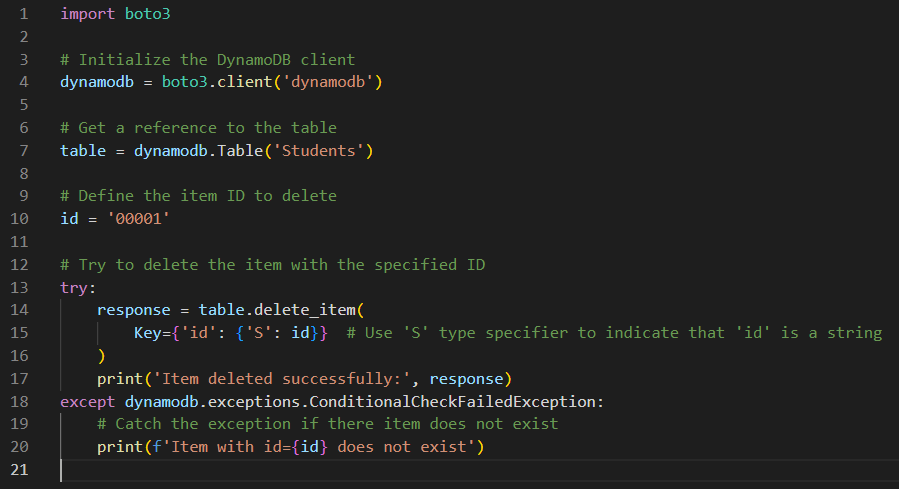 1 import boto3
2
3 # Initialize the DynamoDB client
4 dynamodb = boto3.client('dynamodb')
5
6 # Get a reference to the table
7 table = dynamodb.Table('Students')
8
9 # Define the item ID to delete
10 id = '00001'
11
12 # Try to delete the item with the specified ID
13 try:
14     response = table.delete_item(
15         Key={'id': {'S': id}}  # Use 'S' type specifier to indicate that 'id' is a string
16     )
17     print('Item deleted successfully:', response)
18 except dynamodb.exceptions.ConditionalCheckFailedException:
19     # Catch the exception if there item does not exist
20     print(f'Item with id={id} does not exist')
21